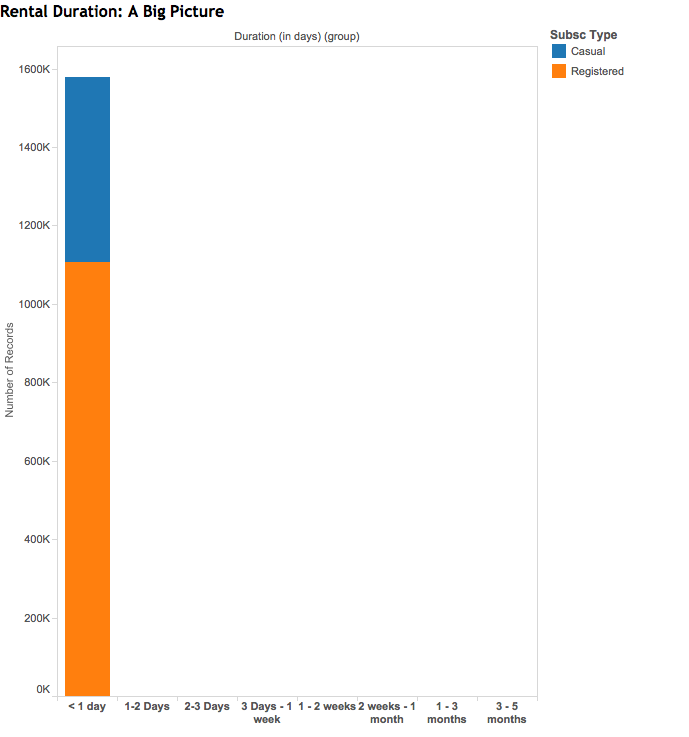 Rental Duration: A Big Picture
Duration (in days) (group)
Subsc Type
Casual
Registered
1600K
1400K
1200K
1000K
800K
600K
400K
200K
0K
Number of Records
< 1 day
1-2 Days
2-3 Days
3 Days - 1
week
1 - 2 weeks
2 weeks - 1
month
1 - 3
months
3 - 5
months